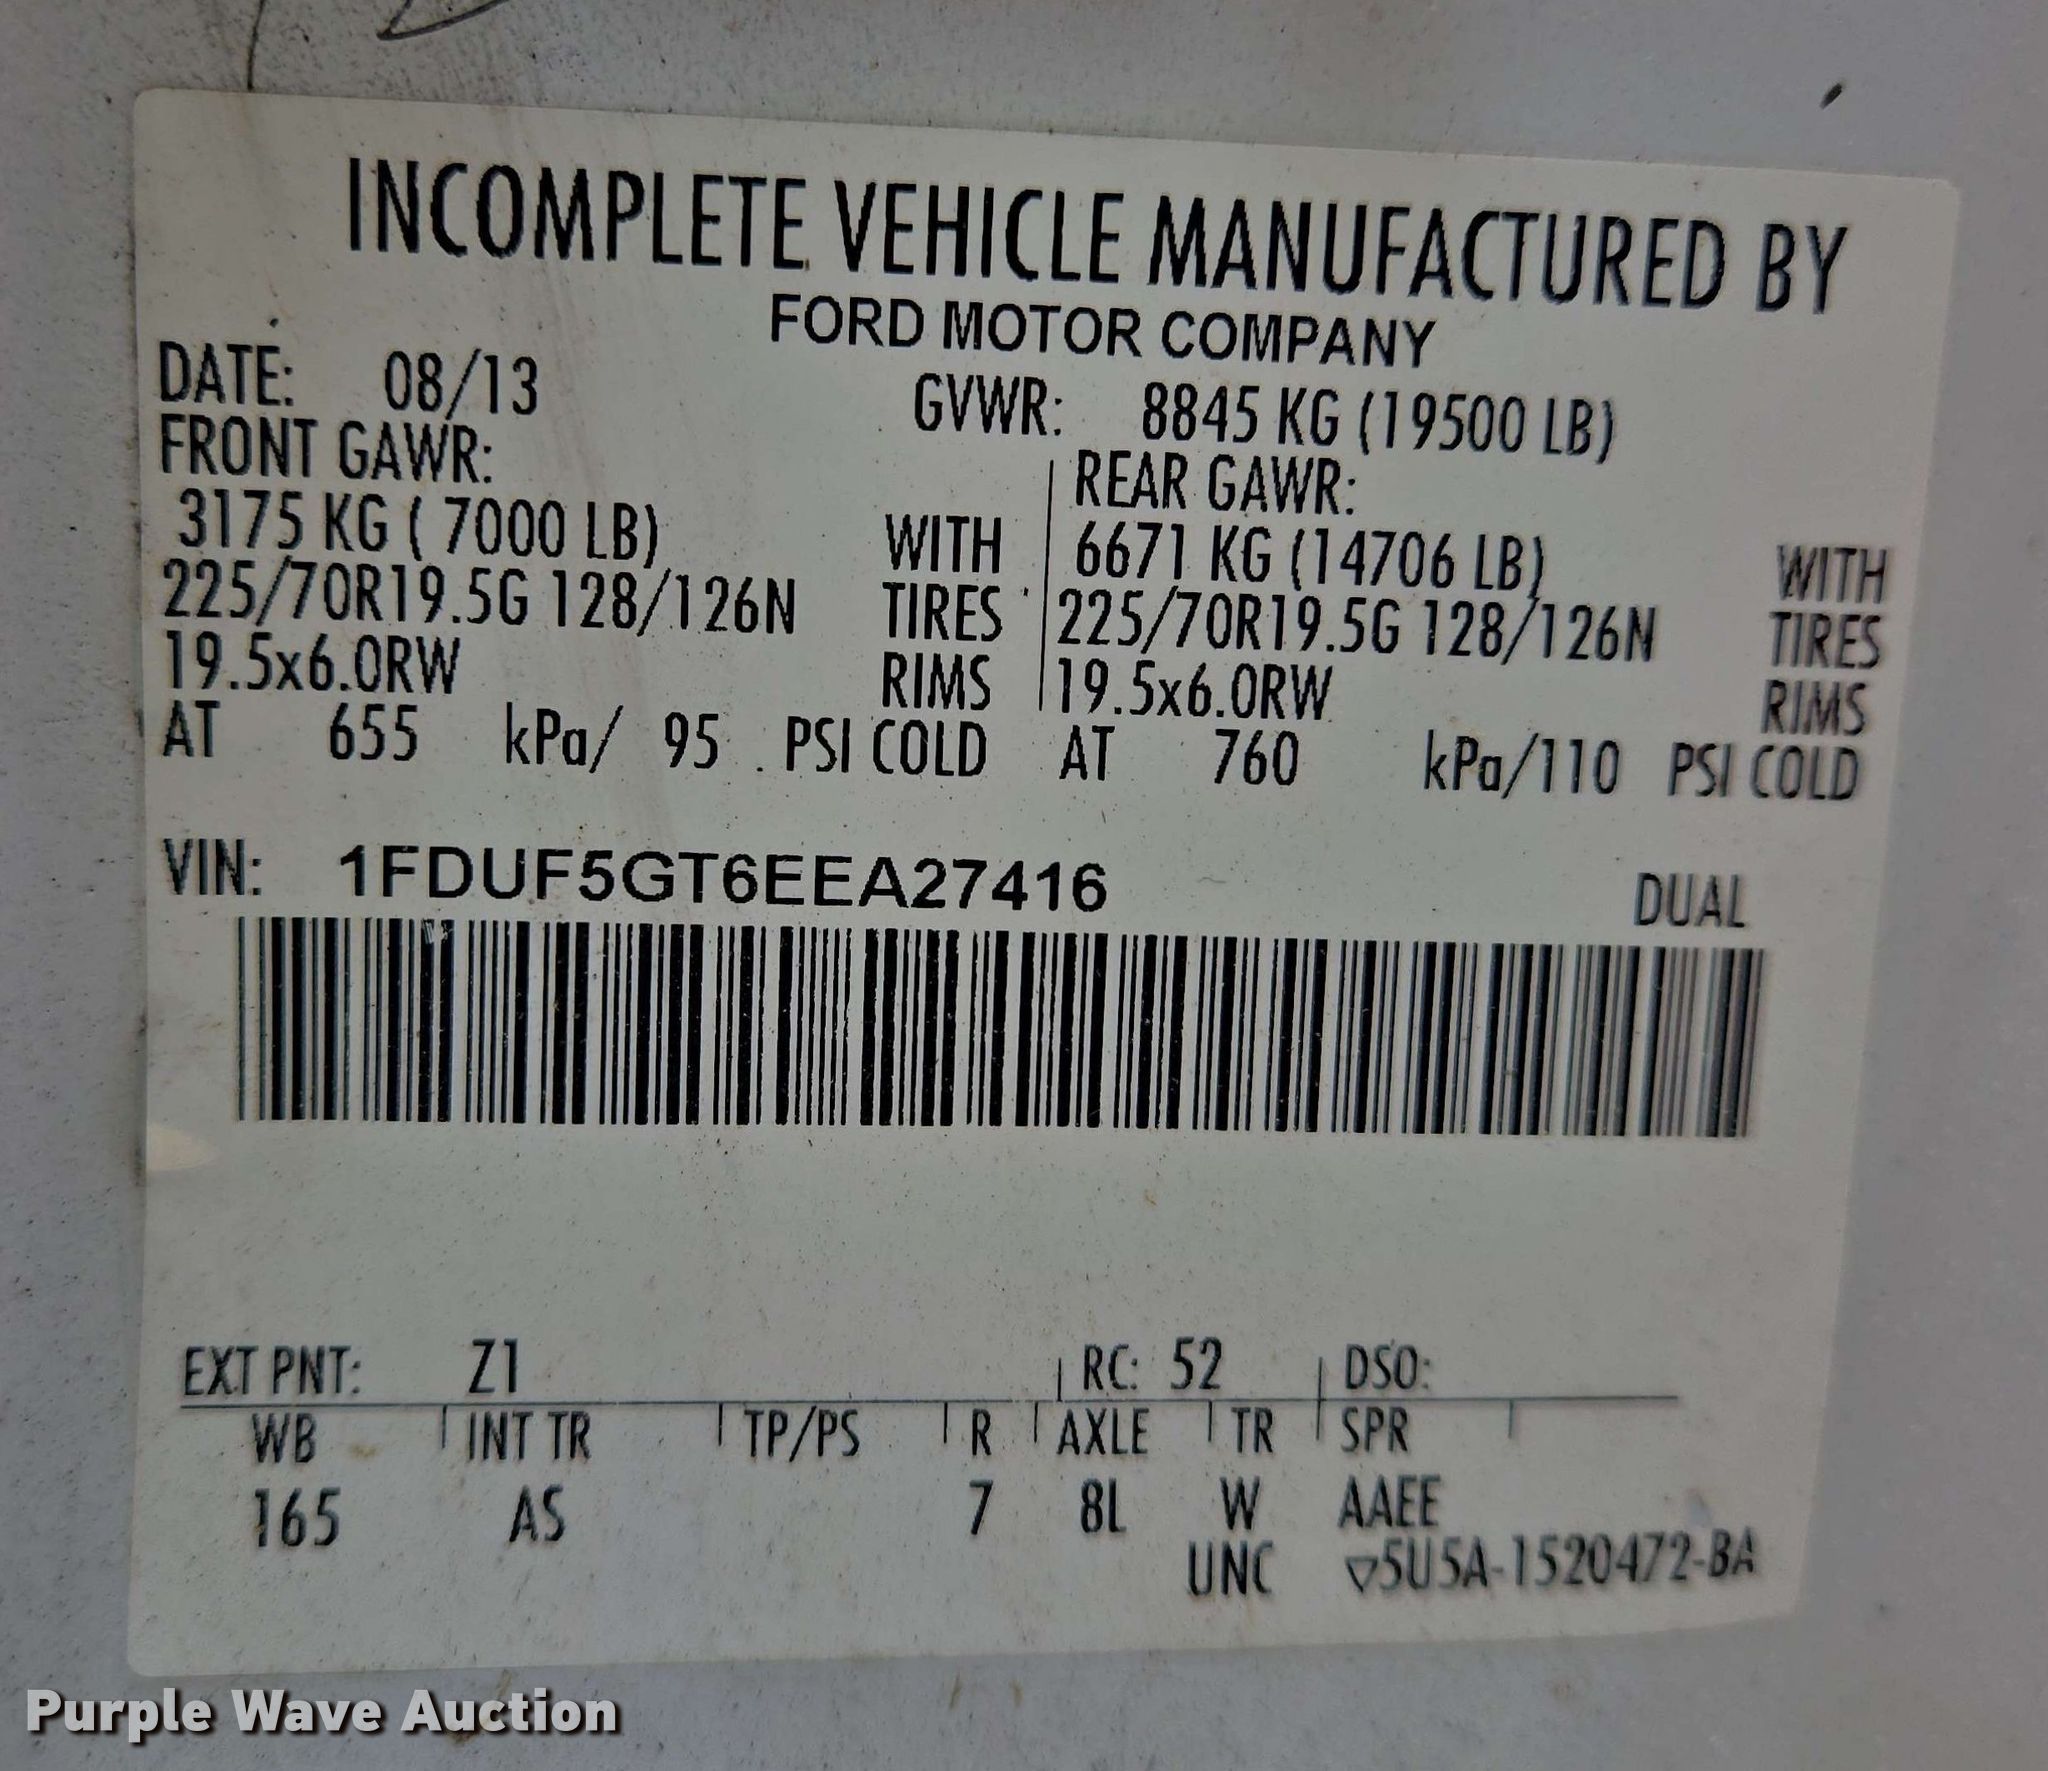 INCOMPLETE VEHICLE MANUFACTURED BY
FORD MOTOR COMPANY
DATE: 08/13
GVWR: 8845 KG (19500 LB)
FRONT GAWR:
3175 KG ( 7000 LB) WITH
225/70R19.5G 128/126N TIRES
19.5x6.0RW RIMS
AT 655 kPa/ 95 PSI COLD
REAR GAWR:
6671 KG (14706 LB) WITH
225/70R19.5G 128/126N TIRES
19.5x6.0RW RIMS
AT 760 kPa/110 PSI COLD
VIN: 1FDUF5GT6EEA27416
DUAL
EXT PNT: Z1 RC: 52 DSO:
WB INT TR TP/PS R AXLE TR SPR
165 AS 7 8L W AAEE
UNC ▽5U5A-1520472-BA
Purple Wave Auction